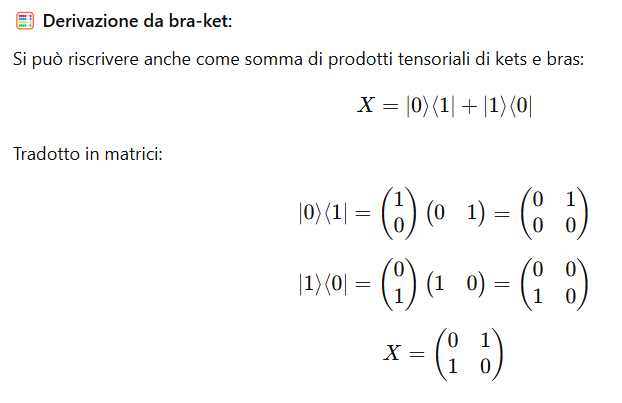 🧮 Derivazione da bra-ket:
Si può riscrivere anche come somma di prodotti tensoriali di kets e bras:
X = |0⟩⟨1| + |1⟩⟨0|
Tradotto in matrici:
|0⟩⟨1| = (1 0) (0 1) = (0 1 0 0)
|1⟩⟨0| = (0 1) (1 0) = (0 0 1 0)
X = (0 1 1 0)